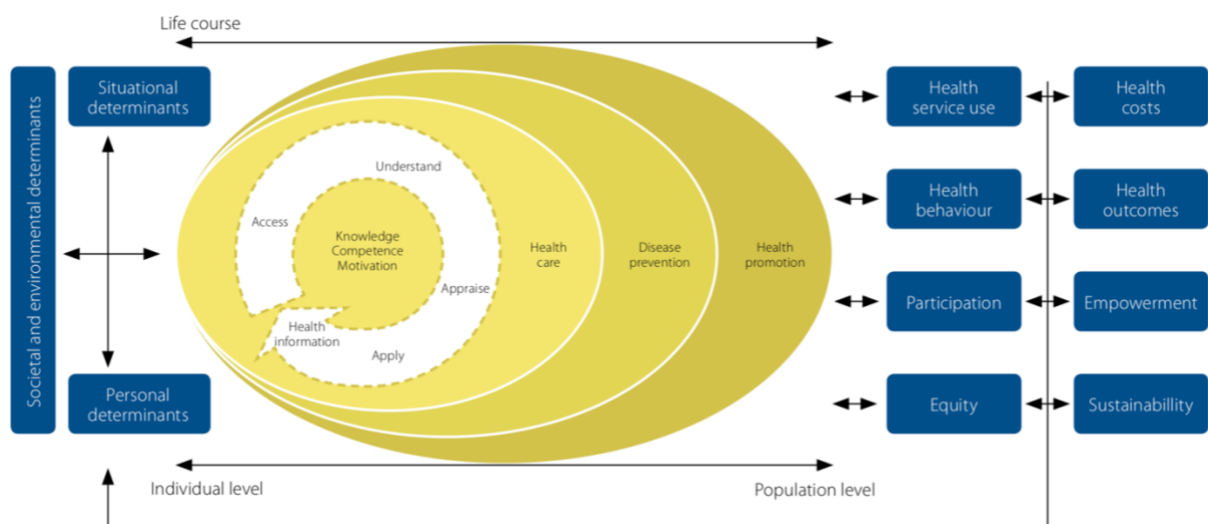 Life course
Societal and environmental determinants
Situational
determinants
Personal
determinants
Understand
Access
Knowledge
Competence
Motivation
Appraise
Health
information
Apply
Health
care
Disease
prevention
Health
promotion
Individual level
Population level
Health
service use
Health
costs
Health
behaviour
Health
outcomes
Participation
Empowerment
Equity
Sustainabillity